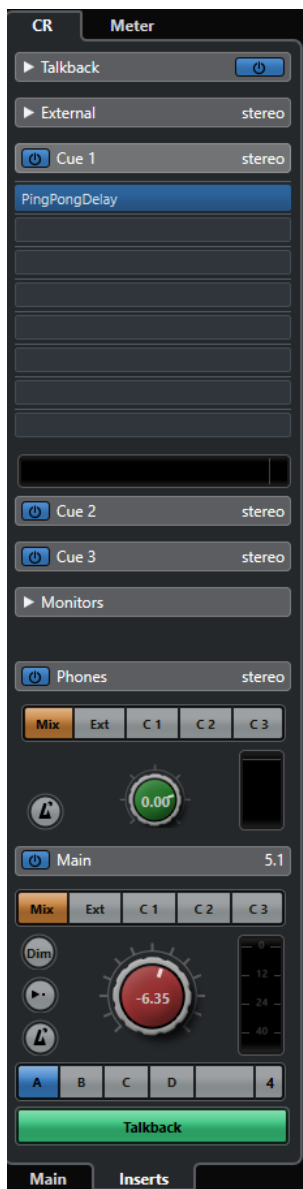 CR Meter
Talkback
External stereo
Cue 1 stereo
PingPongDelay
Cue 2 stereo
Cue 3 stereo
Monitors
Phones stereo
Mix Ext C 1 C 2 C 3
0.00
Main 5.1
Mix Ext C 1 C 2 C 3
Dim
0
12
-6.35
24
40
A B C D 4
Talkback
Main Inserts